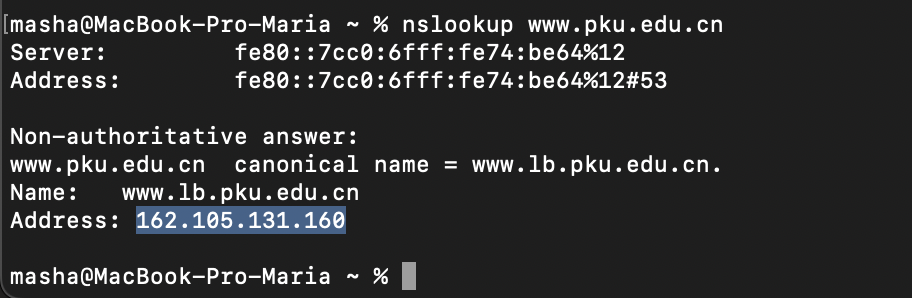 masha@MacBook-Pro-Maria ~ % nslookup www.pku.edu.cn
Server:		fe80::7cc0:6fff:fe74:be64%12
Address:	fe80::7cc0:6fff:fe74:be64%12#53

Non-authoritative answer:
www.pku.edu.cn	canonical name = www.lb.pku.edu.cn.
Name:	www.lb.pku.edu.cn
Address: 162.105.131.160

masha@MacBook-Pro-Maria ~ %